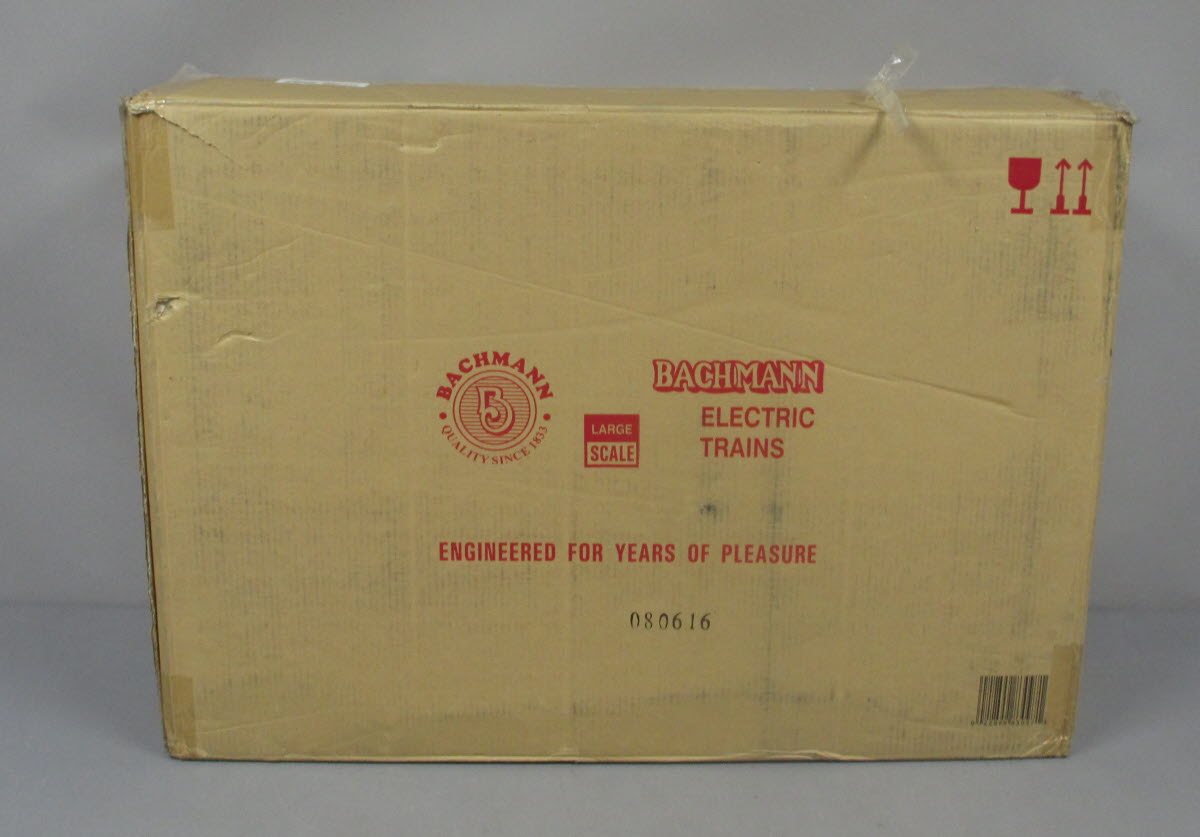 BACHMANN
B
QUALITY SINCE 1833
LARGE
SCALE
BACHMANN
ELECTRIC
TRAINS
ENGINEERED FOR YEARS OF PLEASURE
080616